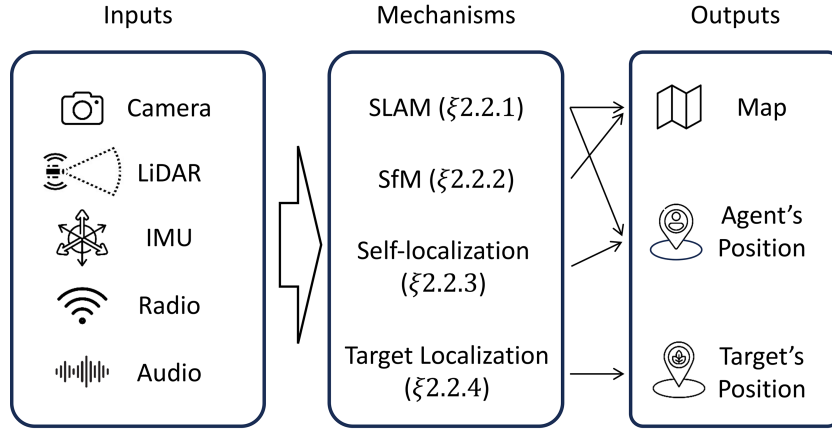 Inputs
Mechanisms
Outputs
Camera
LiDAR
IMU
Radio
Audio
SLAM (ξ2.2.1)
SfM (ξ2.2.2)
Self-localization
(ξ2.2.3)
Target Localization
(ξ2.2.4)
Map
Agent’s
Position
Target’s
Position